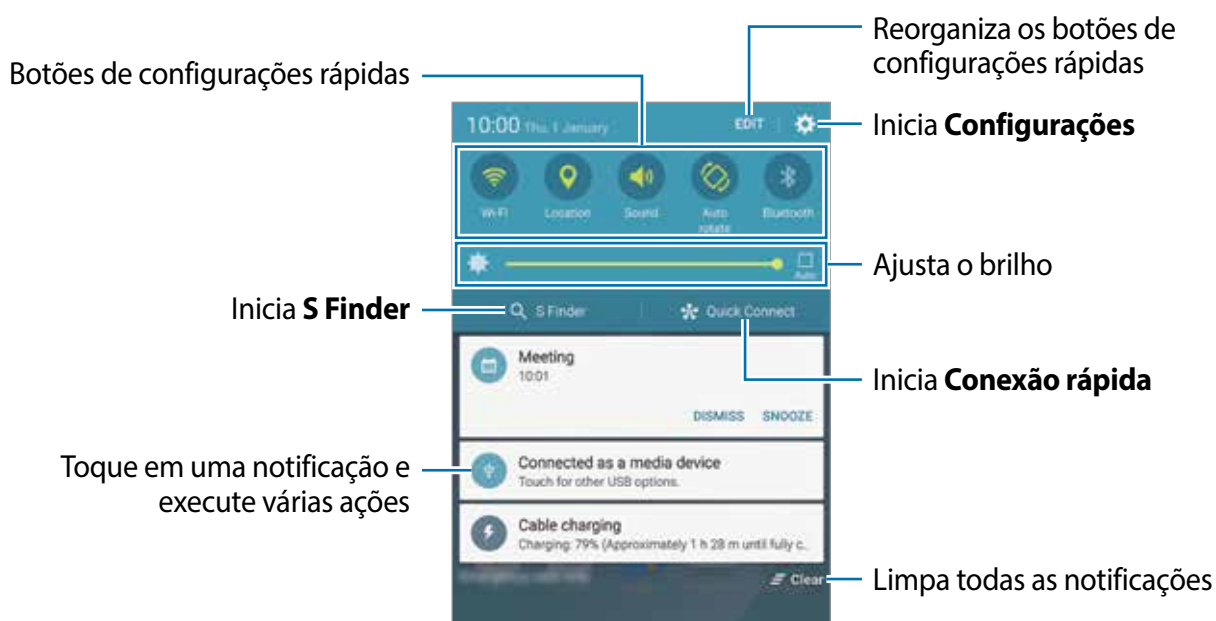 Reorganiza os botões de
configurações rápidas
Botões de configurações rápidas
10:00 Thu, 1 January
EDIT
Inicia Configurações
Wi-Fi
Location
Sound
Auto
rotate
Bluetooth
Auto
Ajusta o brilho
Inicia S Finder
S Finder
Quick Connect
Meeting
10:01
Inicia Conexão rápida
DISMISS SNOOZE
Toque em uma notificação e
execute várias ações
Connected as a media device
Touch for other USB options.
Cable charging
Charging: 79% (Approximately 1 h 28 m until fully c..
Clear
Limpa todas as notificações